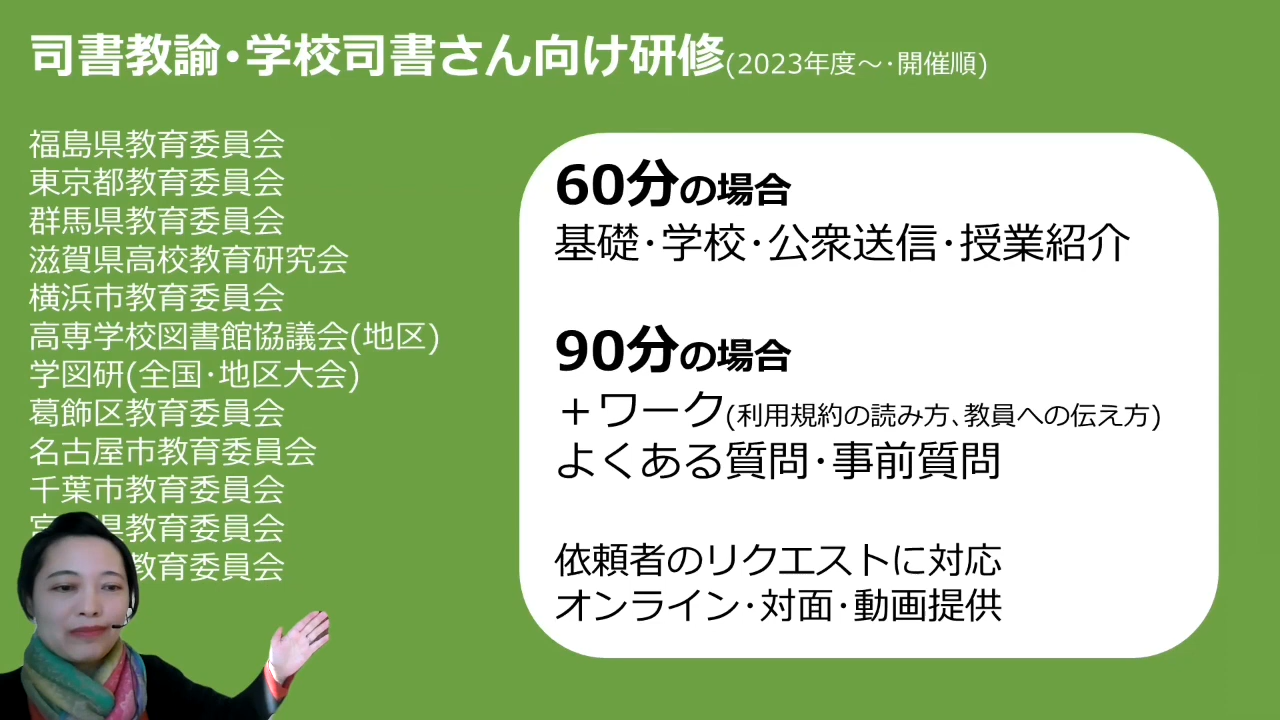 司書教諭・学校司書さん向け研修(2023年度～・開催順)
福島県教育委員会
東京都教育委員会
群馬県教育委員会
滋賀県高校教育研究会
横浜市教育委員会
高専学校図書館協議会(地区)
学図研(全国・地区大会)
葛飾区教育委員会
名古屋市教育委員会
千葉市教育委員会
県教育委員会
教育委員会
60分の場合
基礎・学校・公衆送信・授業紹介
90分の場合
＋ワーク(利用規約の読み方、教員への伝え方)
よくある質問・事前質問
依頼者のリクエストに対応
オンライン・対面・動画提供